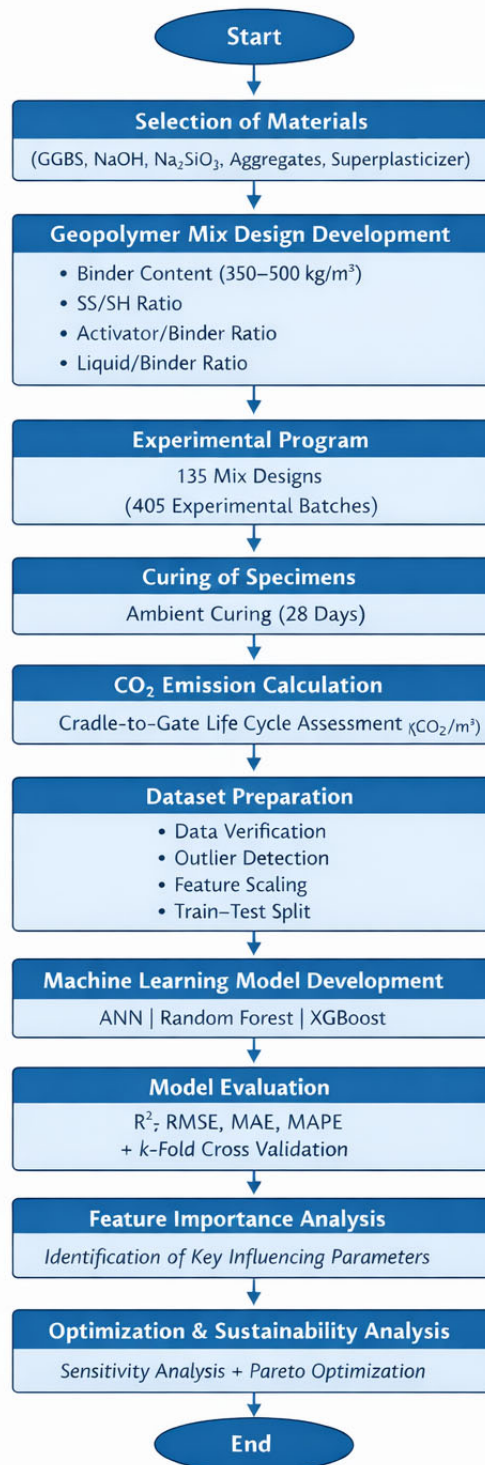 Start
Selection of Materials
(GGBS, NaOH, Na₂SiO₃, Aggregates, Superplasticizer)
Geopolymer Mix Design Development
• Binder Content (350–500 kg/m³)
• SS/SH Ratio
• Activator/Binder Ratio
• Liquid/Binder Ratio
Experimental Program
135 Mix Designs
(405 Experimental Batches)
Curing of Specimens
Ambient Curing (28 Days)
CO₂ Emission Calculation
Cradle-to-Gate Life Cycle Assessment (CO₂/m³)
Dataset Preparation
• Data Verification
• Outlier Detection
• Feature Scaling
• Train–Test Split
Machine Learning Model Development
ANN | Random Forest | XGBoost
Model Evaluation
R², RMSE, MAE, MAPE
+ k-Fold Cross Validation
Feature Importance Analysis
Identification of Key Influencing Parameters
Optimization & Sustainability Analysis
Sensitivity Analysis + Pareto Optimization
End